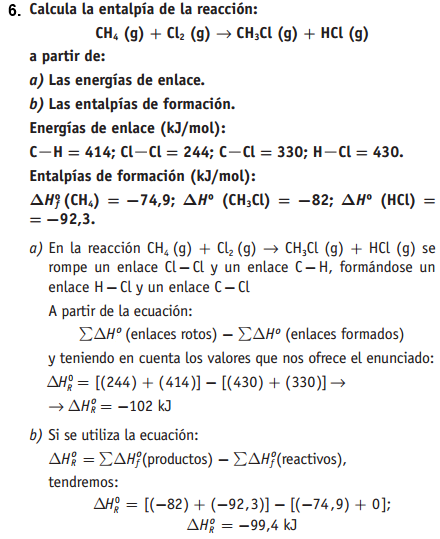 6. Calcula la entalpía de la reacción:
CH₄ (g) + Cl₂ (g) → CH₃Cl (g) + HCl (g)
a partir de:
a) Las energías de enlace.
b) Las entalpías de formación.
Energías de enlace (kJ/mol):
C—H = 414; Cl—Cl = 244; C—Cl = 330; H—Cl = 430.
Entalpías de formación (kJ/mol):
ΔH°f (CH₄) = −74,9; ΔH° (CH₃Cl) = −82; ΔH° (HCl) =
= −92,3.
a) En la reacción CH₄ (g) + Cl₂ (g) → CH₃Cl (g) + HCl (g) se
rompe un enlace Cl—Cl y un enlace C—H, formándose un
enlace H—Cl y un enlace C—Cl
A partir de la ecuación:
∑ΔH° (enlaces rotos) − ∑ΔH° (enlaces formados)
y teniendo en cuenta los valores que nos ofrece el enunciado:
ΔH°R = [(244) + (414)] − [(430) + (330)] →
→ ΔH°R = −102 kJ
b) Si se utiliza la ecuación:
ΔH°R = ∑ΔH°f(productos) − ∑ΔH°f(reactivos),
tendremos:
ΔH°R = [(−82) + (−92,3)] − [(−74,9) + 0];
ΔH°R = −99,4 kJ